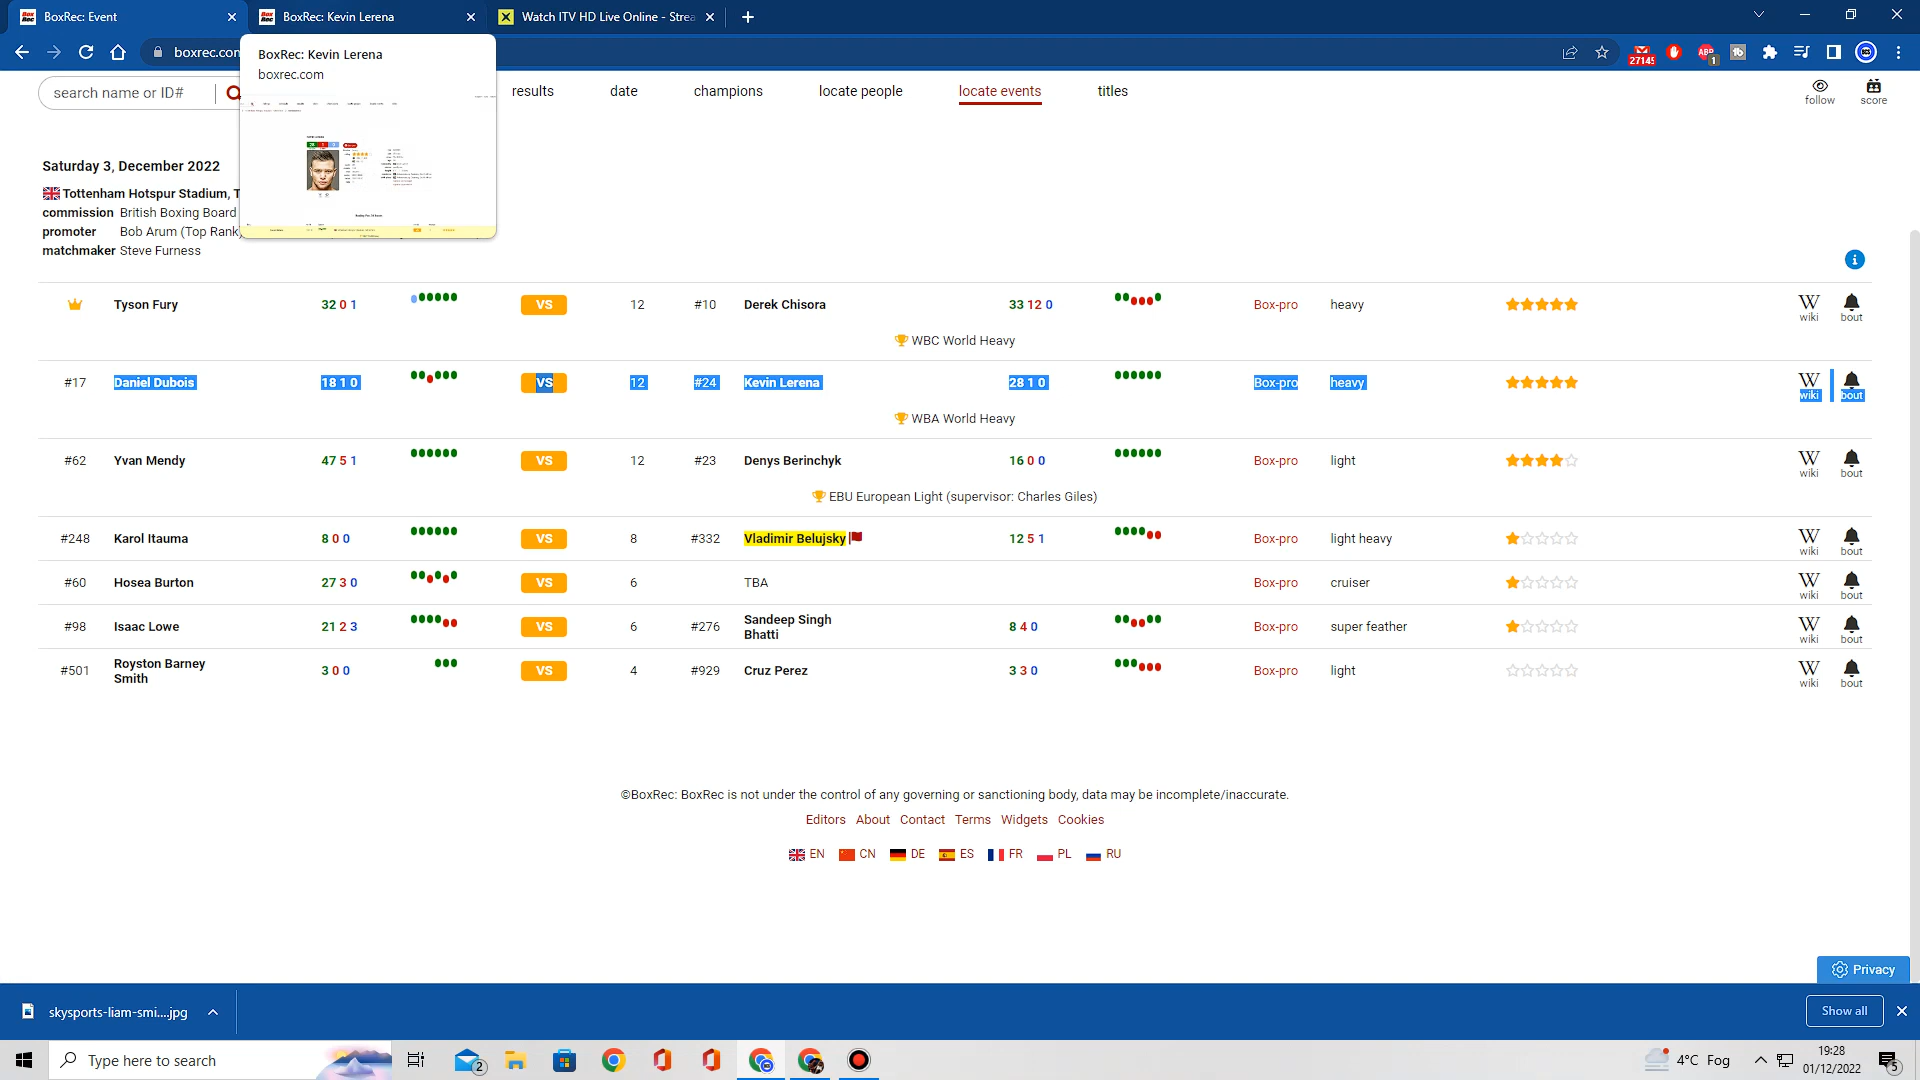 BoxRec: Event
BoxRec: Kevin Lerena
Watch ITV HD Live Online - Strea
boxrec.com
27145
ABP
1
tb
BoxRec: Kevin Lerena
boxrec.com
search name or ID#
results
date
champions
locate people
locate events
titles
follow
score
Saturday 3, December 2022
Tottenham Hotspur Stadium, T
commission British Boxing Board
promoter Bob Arum (Top Rank)
matchmaker Steve Furness
Tyson Fury 32 0 1 VS 12 #10 Derek Chisora 33 12 0 Box-pro heavy W wiki bout
WBC World Heavy
#17 Daniel Dubois 18 1 0 VS 12 #24 Kevin Lerena 28 1 0 Box-pro heavy W wiki bout
WBA World Heavy
#62 Yvan Mendy 47 5 1 VS 12 #23 Denys Berinchyk 16 0 0 Box-pro light W wiki bout
EBU European Light (supervisor: Charles Giles)
#248 Karol Itauma 8 0 0 VS 8 #332 Vladimir Belujsky 12 5 1 Box-pro light heavy W wiki bout
#60 Hosea Burton 27 3 0 VS 6 TBA Box-pro cruiser W wiki bout
#98 Isaac Lowe 21 2 3 VS 6 #276 Sandeep Singh Bhatti 8 4 0 Box-pro super feather W wiki bout
#501 Royston Barney Smith 3 0 0 VS 4 #929 Cruz Perez 3 3 0 Box-pro light W wiki bout
©BoxRec: BoxRec is not under the control of any governing or sanctioning body, data may be incomplete/inaccurate.
Editors About Contact Terms Widgets Cookies
EN CN DE ES FR PL RU
Privacy
skysports-liam-smi....jpg
Show all
Type here to search
2
4°C Fog
19:28
01/12/2022
5